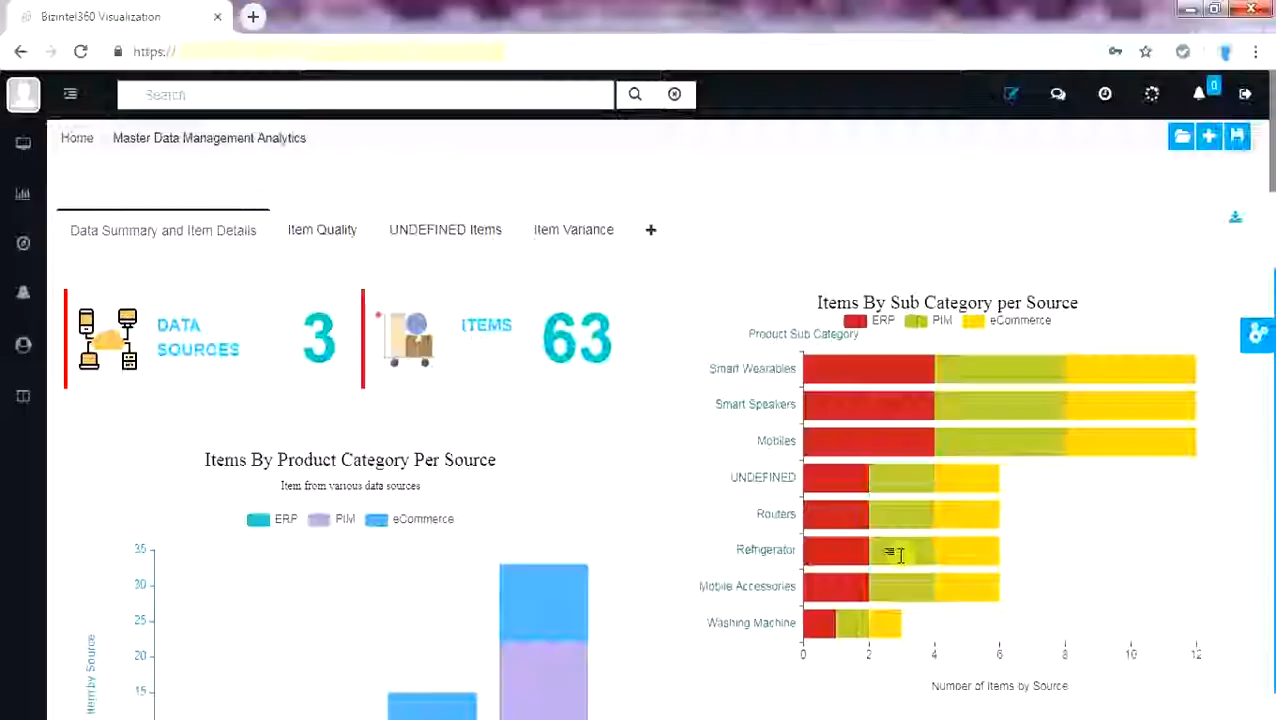 Bizintel360 Visualization
https://
Search
0
Home Master Data Management Analytics
Data Summary and Item Details Item Quality UNDEFINED Items Item Variance
DATA SOURCES 3
ITEMS 63
Items By Sub Category per Source
ERP PIM eCommerce
Product Sub Category
Smart Wearables
Smart Speakers
Mobiles
UNDEFINED
Routers
Refrigerator
Mobile Accessories
Washing Machine
0 2 4 6 8 10 12
Number of Items by Source
Items By Product Category Per Source
Item from various data sources
ERP PIM eCommerce
35
30
25
20
15
Item by Source